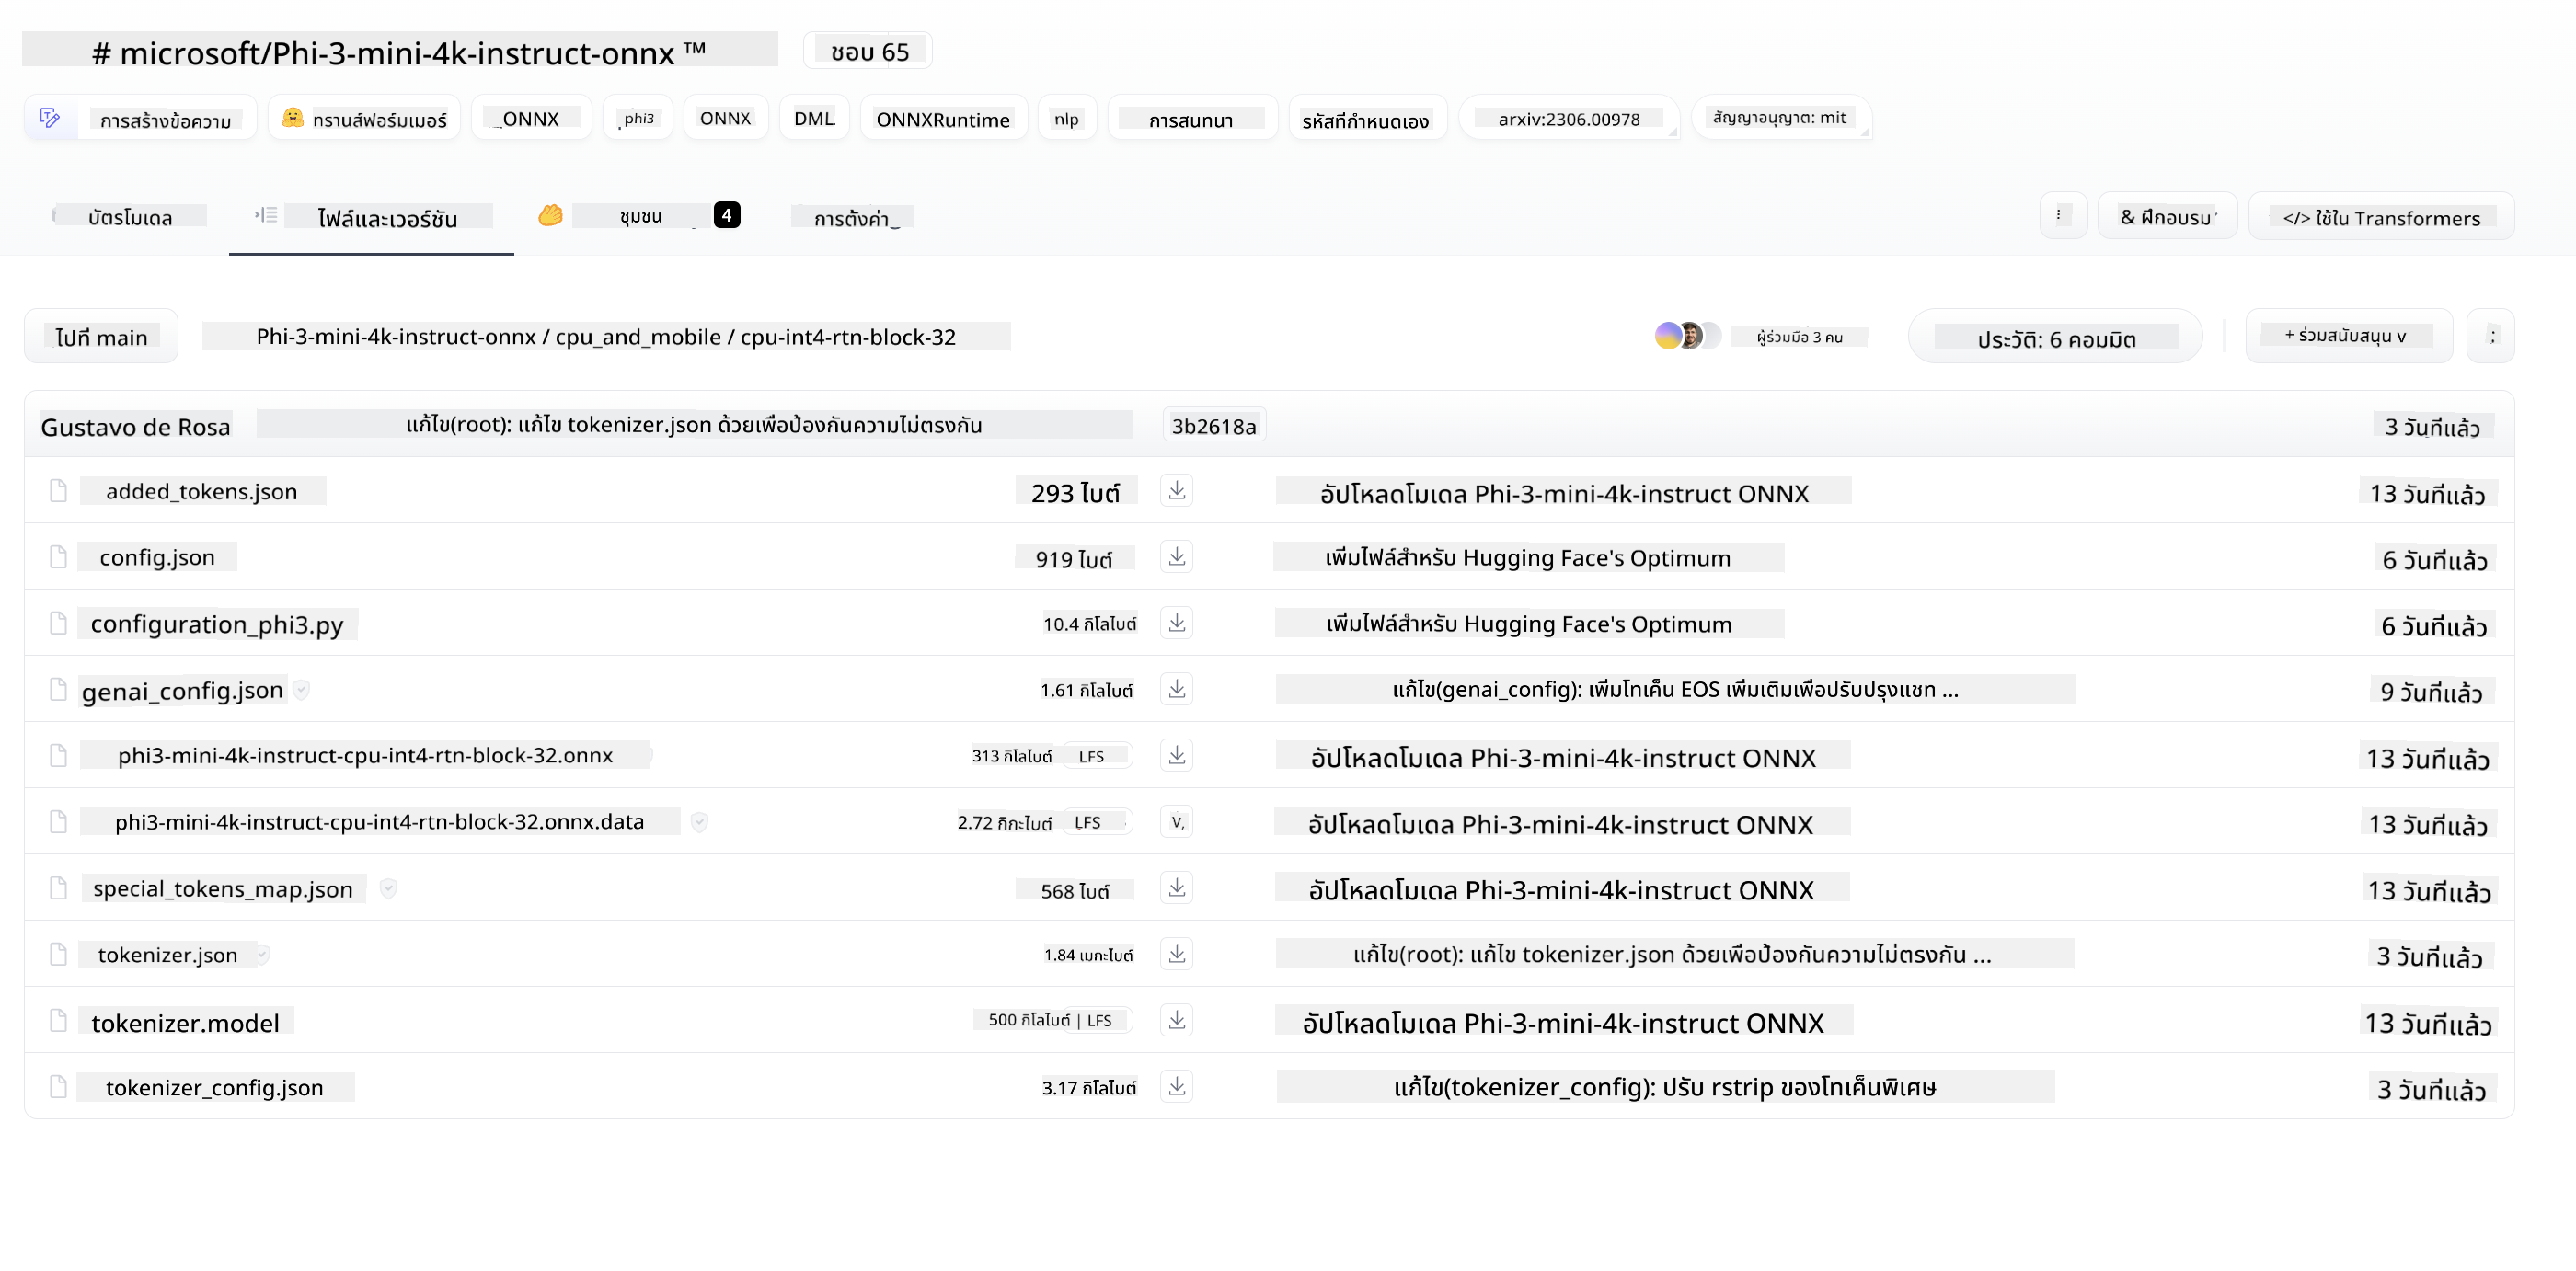 # microsoft/Phi-3-mini-4k-instruct-onnx ™ ชอบ 65
การสร้างข้อความ ทรานส์ฟอร์มเมอร์ _ONNX phi3 ONNX DML ONNXRuntime nlp การสนทนา รหัสที่กำหนดเอง arxiv:2306.00978 สัญญาอนุญาต: mit
บัตรโมเดล ไฟล์และเวอร์ชัน ชุมชน 4 การตั้งค่า & ฝึกอบรม </> ใช้ใน Transformers
ไปที่ main Phi-3-mini-4k-instruct-onnx / cpu_and_mobile / cpu-int4-rtn-block-32 ผู้ร่วมมือ 3 คน ประวัติ: 6 คอมมิต + ร่วมสนับสนุน v
Gustavo de Rosa แก้ไข(root): แก้ไข tokenizer.json ด้วยเพื่อป้องกันความไม่ตรงกัน 3b2618a 3 วันที่แล้ว
added_tokens.json 293 ไบต์ อัปโหลดโมเดล Phi-3-mini-4k-instruct ONNX 13 วันที่แล้ว
config.json 919 ไบต์ เพิ่มไฟล์สำหรับ Hugging Face's Optimum 6 วันที่แล้ว
configuration_phi3.py 10.4 กิโลไบต์ เพิ่มไฟล์สำหรับ Hugging Face's Optimum 6 วันที่แล้ว
genai_config.json 1.61 กิโลไบต์ แก้ไข(genai_config): เพิ่มโทเค็น EOS เพิ่มเติมเพื่อปรับปรุงแชท ... 9 วันที่แล้ว
phi3-mini-4k-instruct-cpu-int4-rtn-block-32.onnx 313 กิโลไบต์ LFS อัปโหลดโมเดล Phi-3-mini-4k-instruct ONNX 13 วันที่แล้ว
phi3-mini-4k-instruct-cpu-int4-rtn-block-32.onnx.data 2.72 กิกะไบต์ LFS V, อัปโหลดโมเดล Phi-3-mini-4k-instruct ONNX 13 วันที่แล้ว
special_tokens_map.json 568 ไบต์ อัปโหลดโมเดล Phi-3-mini-4k-instruct ONNX 13 วันที่แล้ว
tokenizer.json 1.84 เมกะไบต์ แก้ไข(root): แก้ไข tokenizer.json ด้วยเพื่อป้องกันความไม่ตรงกัน ... 3 วันที่แล้ว
tokenizer.model 500 กิโลไบต์ | LFS อัปโหลดโมเดล Phi-3-mini-4k-instruct ONNX 13 วันที่แล้ว
tokenizer_config.json 3.17 กิโลไบต์ แก้ไข(tokenizer_config): ปรับ rstrip ของโทเค็นพิเศษ 3 วันที่แล้ว